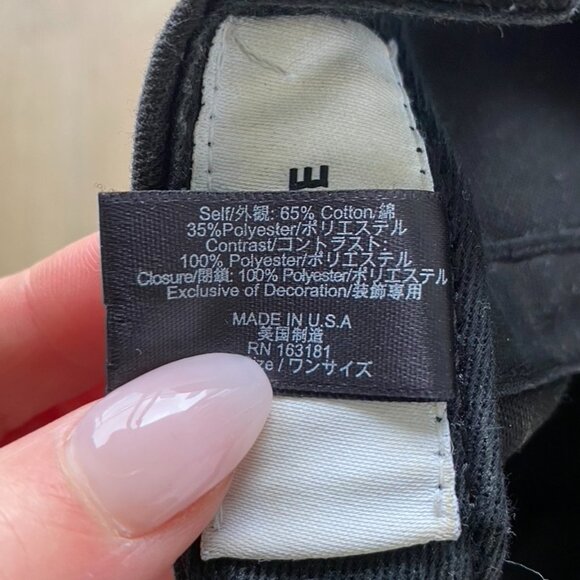 E
Self/外観: 65% Cotton/綿
35%Polyester/ポリエステル
Contrast/コントラスト:
100% Polyester/ポリエステル
Closure/閉鎖: 100% Polyester/ポリエステル
Exclusive of Decoration/装飾専用
MADE IN U.S.A
美国制造
RN 163181
/ ワンサイズ